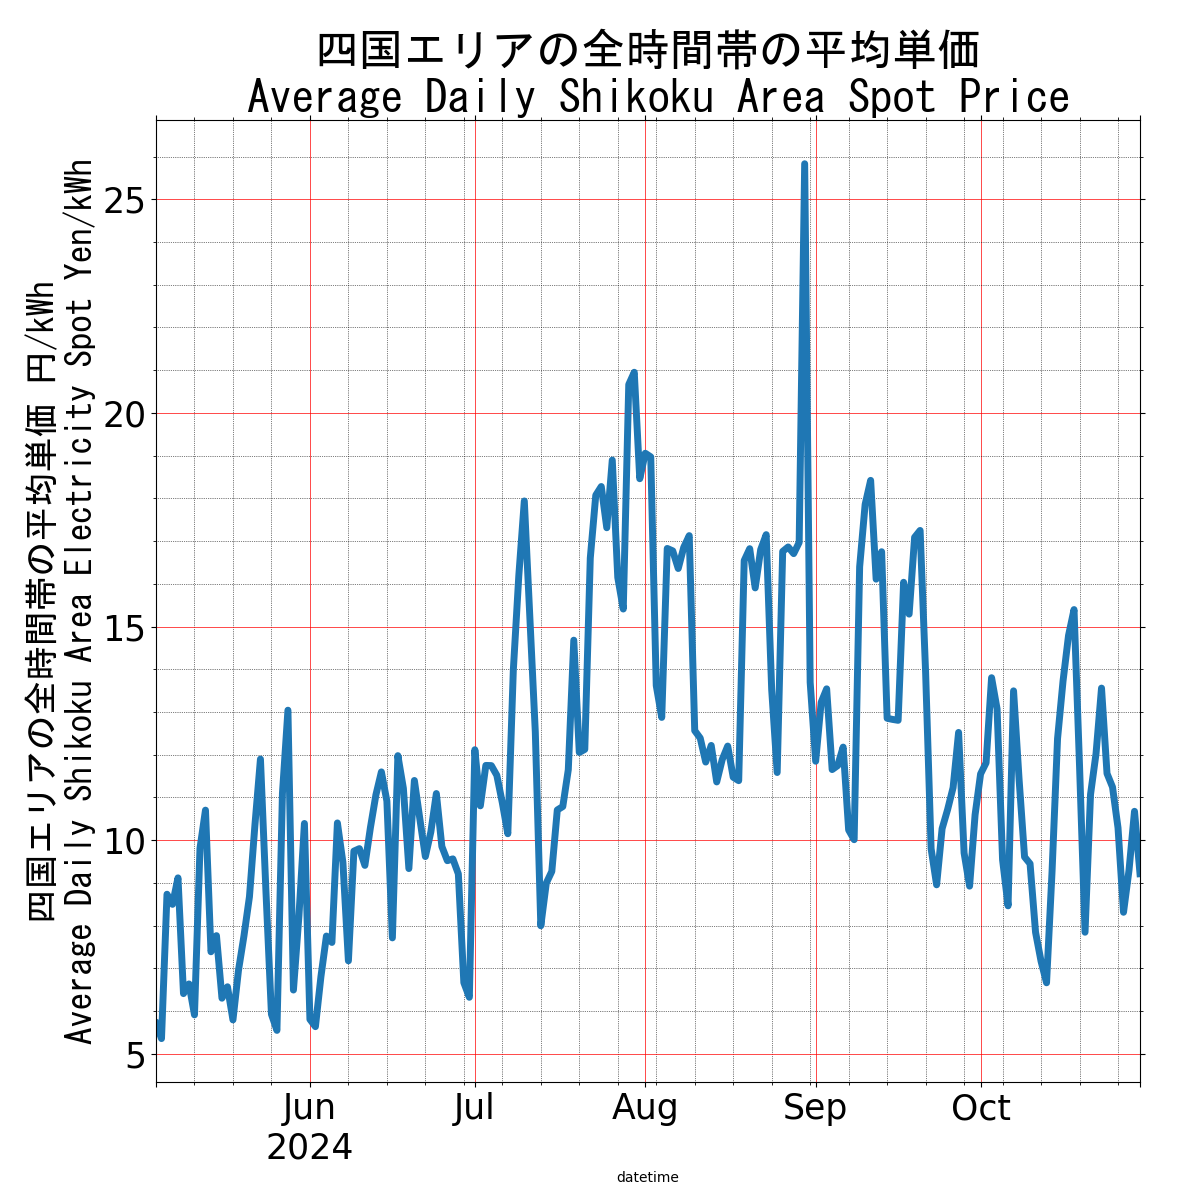 四国エリアの全時間帯の平均単価
Average Daily Shikoku Area Spot Price
四国エリアの全時間帯の平均単価 円/kWh
Average Daily Shikoku Area Electricity Spot Yen/kWh
25
20
15
10
5
Jun
2024
Jul
Aug
Sep
Oct
datetime